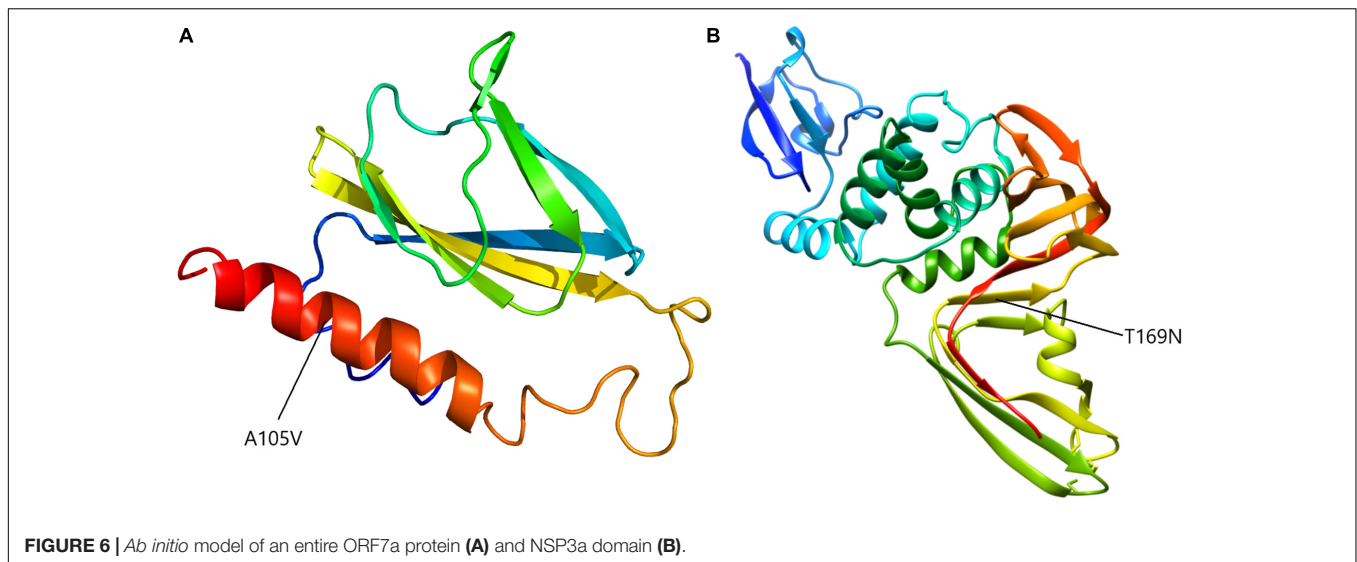 A
B
T169N
A105V
FIGURE 6 | Ab initio model of an entire ORF7a protein (A) and NSP3a domain (B).